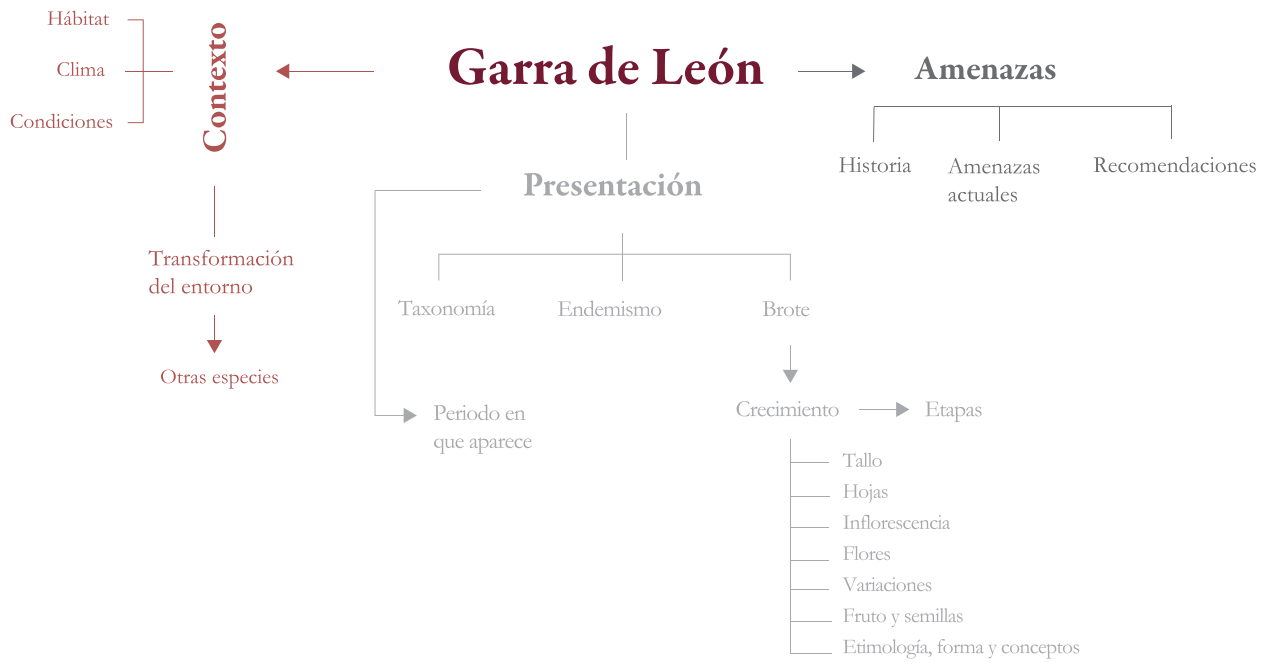 Garra de León
Contexto
Hábitat
Clima
Condiciones
Transformación
del entorno
Otras especies
Presentación
Taxonomía
Endemismo
Brote
Periodo en
que aparece
Crecimiento
Etapas
Tallo
Hojas
Inflorescencia
Flores
Variaciones
Fruto y semillas
Etimología, forma y conceptos
Amenazas
Historia
Amenazas
actuales
Recomendaciones